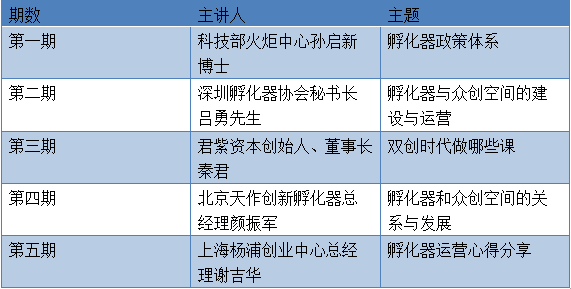 期数 主讲人 主题
第一期 科技部火炬中心孙启新 孵化器政策体系
博士
第二期 深圳孵化器协会秘书长 孵化器与众创空间的建
吕勇先生 设与运营
第三期 君紫资本创始人、董事长 双创时代做哪些课
秦君
第四期 北京天作创新孵化器总 孵化器和众创空间的关
经理颜振军 系与发展
第五期 上海杨浦创业中心总经 孵化器运营心得分享
理谢吉华